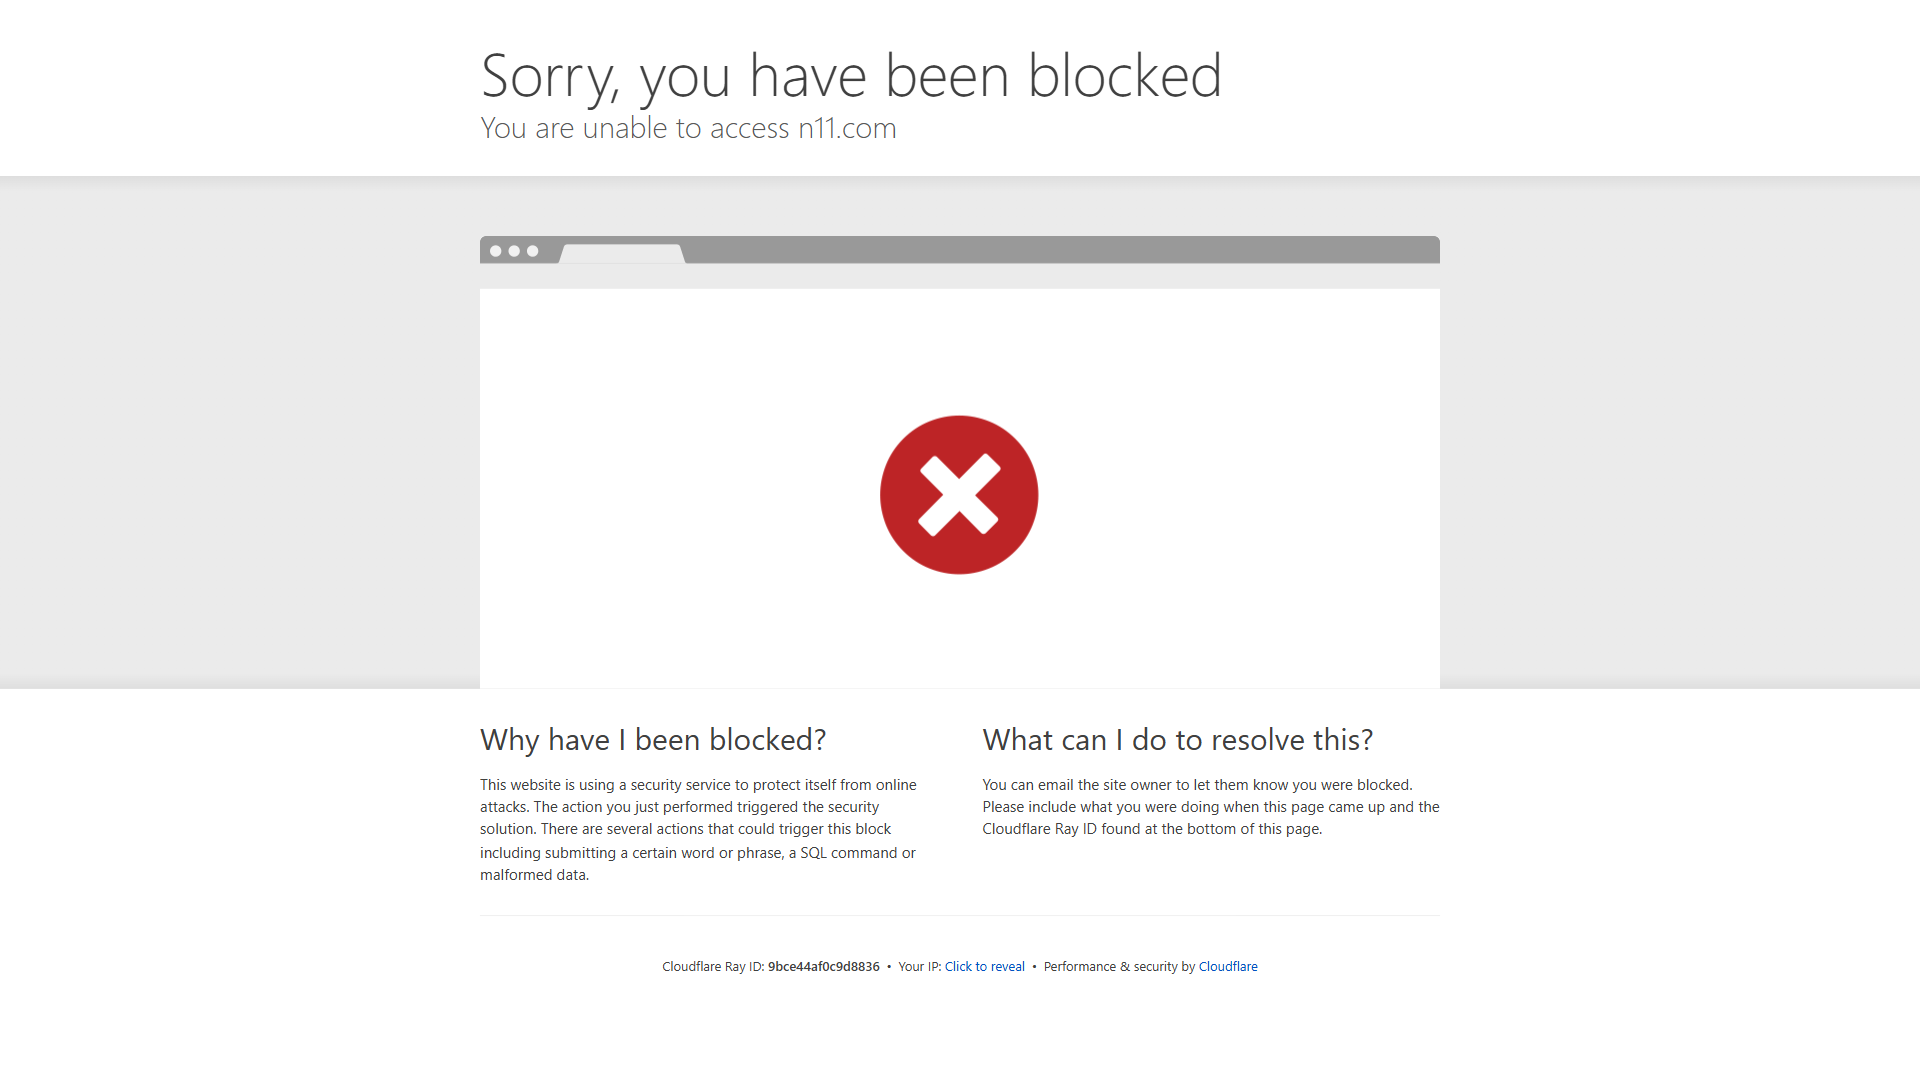 Sorry, you have been blocked
You are unable to access n11.com
Why have I been blocked?
This website is using a security service to protect itself from online
attacks. The action you just performed triggered the security
solution. There are several actions that could trigger this block
including submitting a certain word or phrase, a SQL command or
malformed data.
What can I do to resolve this?
You can email the site owner to let them know you were blocked.
Please include what you were doing when this page came up and the
Cloudflare Ray ID found at the bottom of this page.
Cloudflare Ray ID: 9bce44af0c9d8836 • Your IP: Click to reveal • Performance & security by Cloudflare